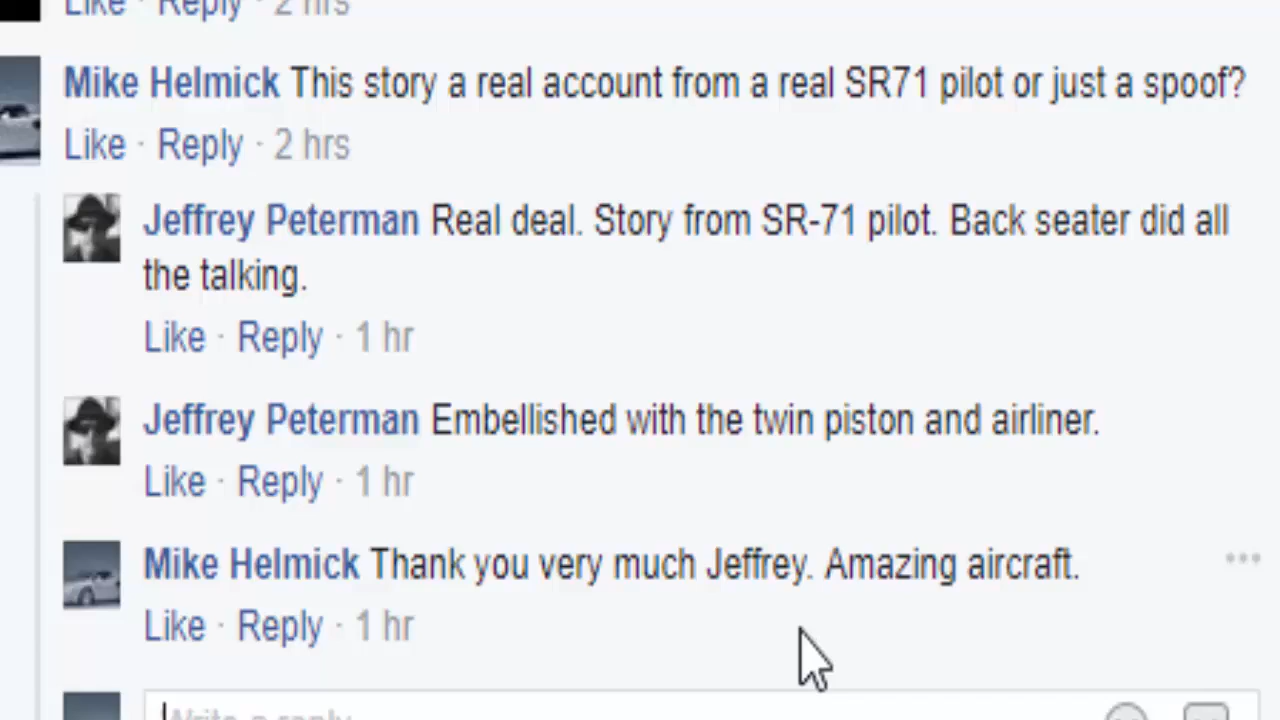 Like · Reply · 2 hrs
Mike Helmick This story a real account from a real SR71 pilot or just a spoof?
Like · Reply · 2 hrs
Jeffrey Peterman Real deal. Story from SR-71 pilot. Back seater did all
the talking.
Like · Reply · 1 hr
Jeffrey Peterman Embellished with the twin piston and airliner.
Like · Reply · 1 hr
Mike Helmick Thank you very much Jeffrey. Amazing aircraft.
Like · Reply · 1 hr
Write a reply